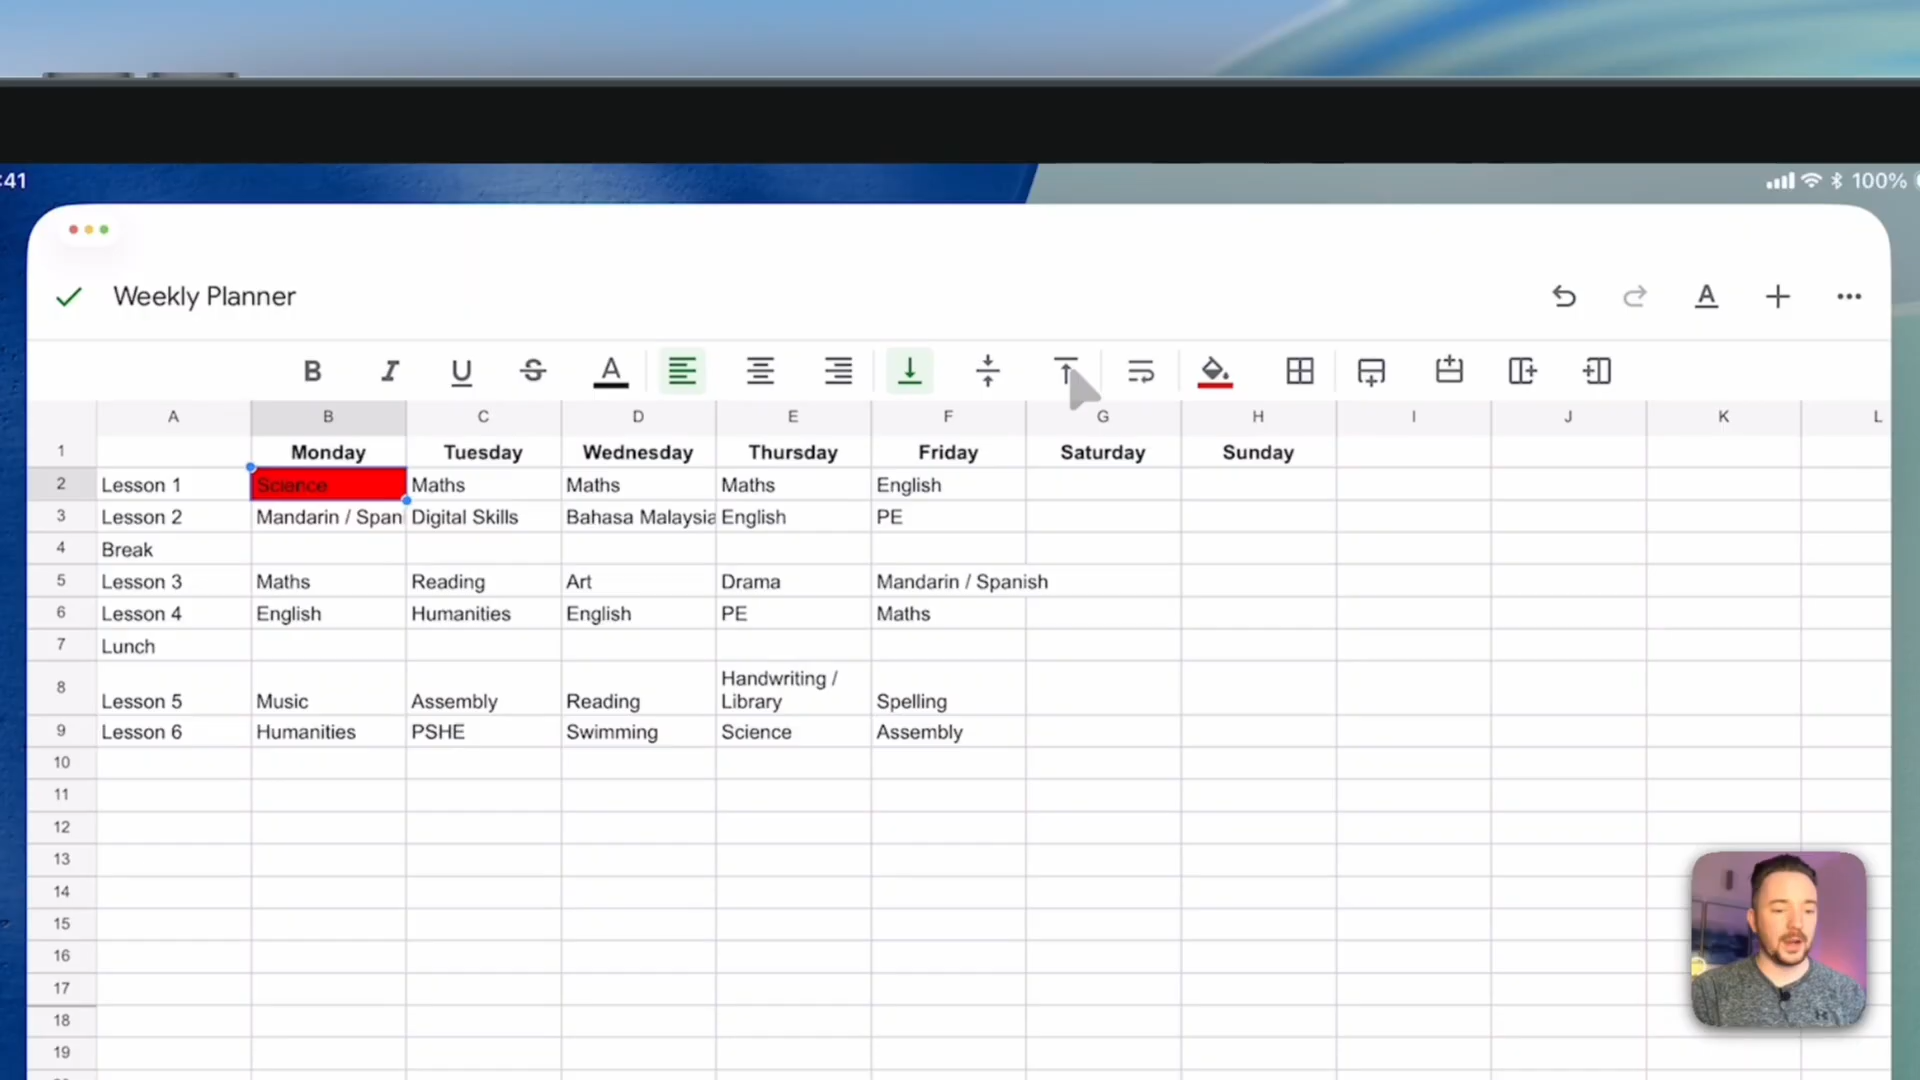 :41 100%
Weekly Planner
B I U S A
A B C D E F G H I J K L
1 Monday Tuesday Wednesday Thursday Friday Saturday Sunday
2 Lesson 1 Science Maths Maths Maths English
3 Lesson 2 Mandarin / Span Digital Skills Bahasa Malaysia English PE
4 Break
5 Lesson 3 Maths Reading Art Drama Mandarin / Spanish
6 Lesson 4 English Humanities English PE Maths
7 Lunch
8 Lesson 5 Music Assembly Reading Handwriting / Library Spelling
9 Lesson 6 Humanities PSHE Swimming Science Assembly
10
11
12
13
14
15
16
17
18
19